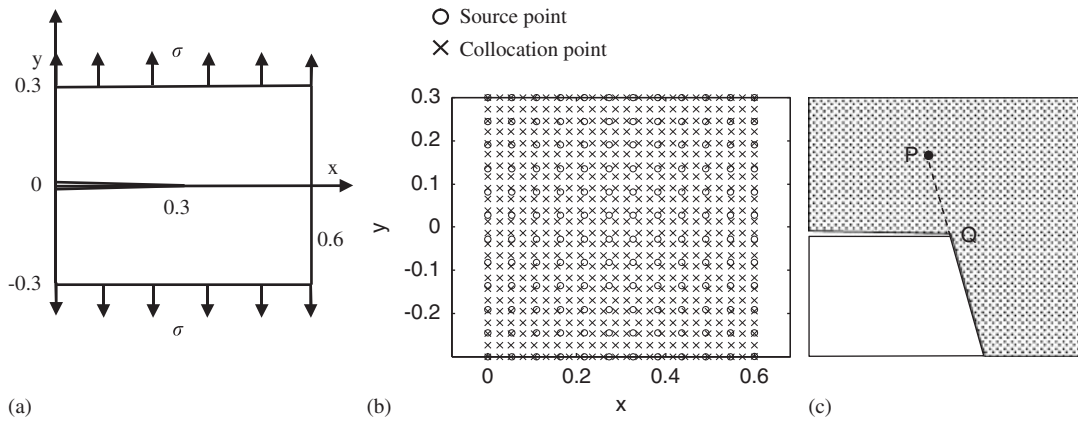 y
σ
0.3
0
x
0.3
0.6
-0.3
σ
(a)
Source point
Collocation point
0.3
0.2
0.1
0
-0.1
-0.2
y
0 0.2 0.4 0.6
x
(b)
P
Q
(c)